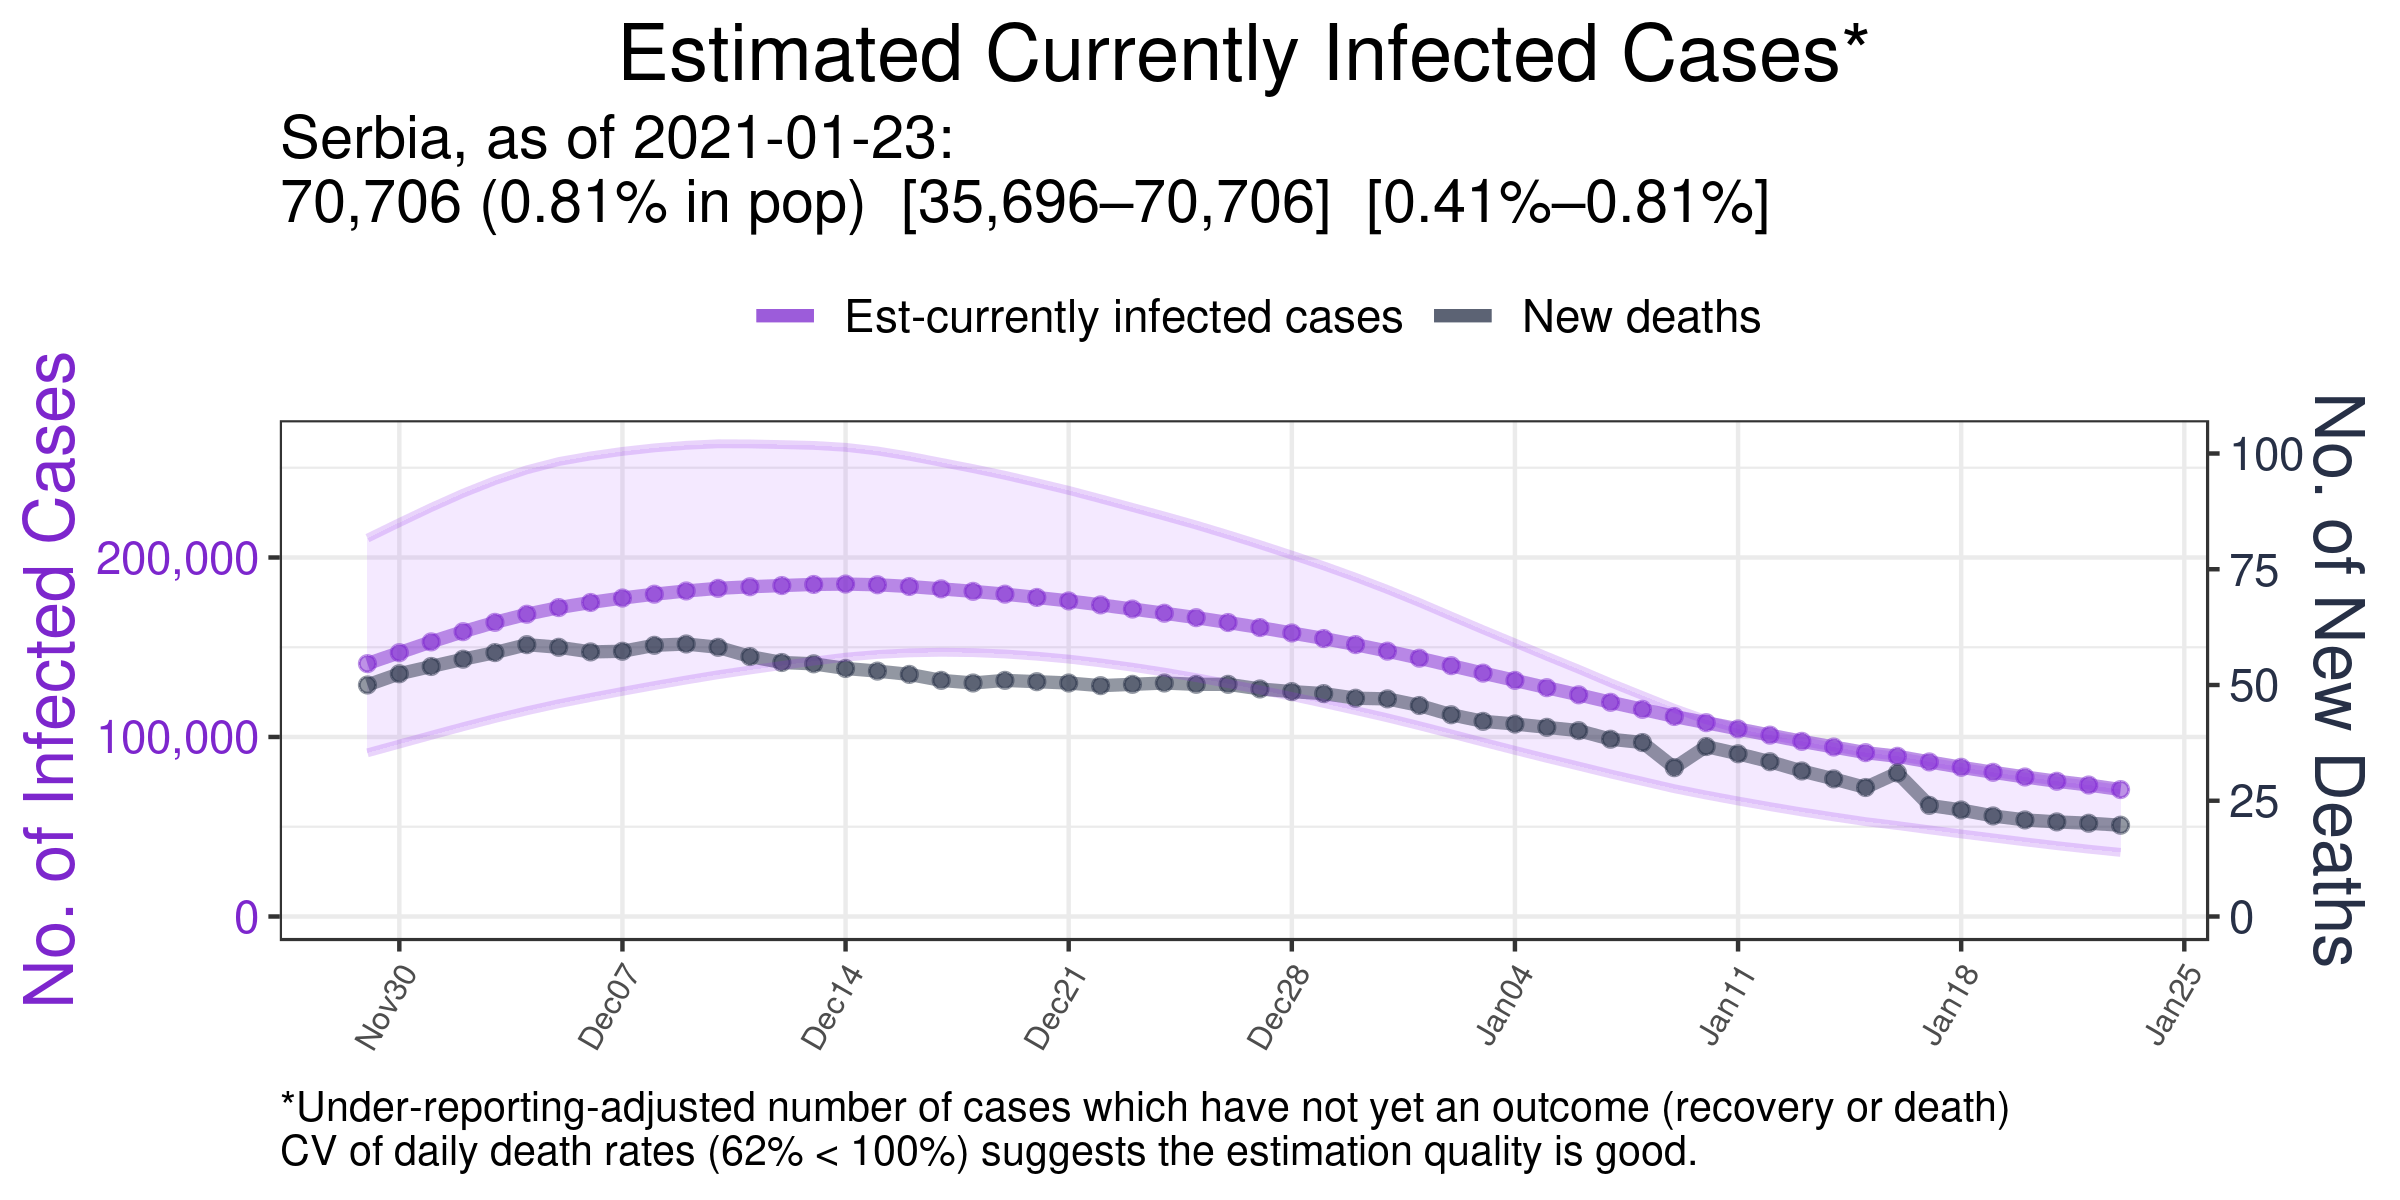 Estimated Currently Infected Cases*
Serbia, as of 2021-01-23:
70,706 (0.81% in pop)  [35,696–70,706]  [0.41%–0.81%]
Est-currently infected cases
New deaths
No. of Infected Cases
200,000
100,000
0
100
75
50
25
0
No. of New Deaths
Nov30
Dec07
Dec14
Dec21
Dec28
Jan04
Jan11
Jan18
Jan25
*Under-reporting-adjusted number of cases which have not yet an outcome (recovery or death)
CV of daily death rates (62% < 100%) suggests the estimation quality is good.